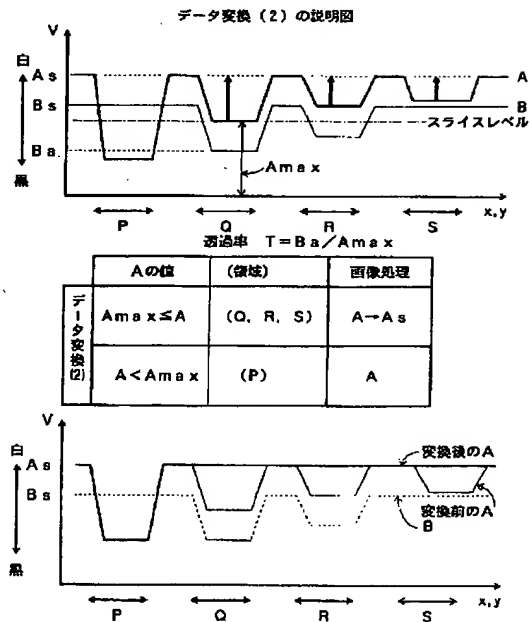 データ変換(2)の説明図
V
白
As
A
Bs
B
スライスレベル
Ba
黒
Amax
x,y
P
Q
R
S
透過率 T=Ba/Amax
Aの値
(領域)
画像処理
データ変換(2)
Amax≦A
(Q, R, S)
A→As
A<Amax
(P)
A
V
白
As
変換後のA
Bs
変換前のA
B
黒
x,y
P
Q
R
S